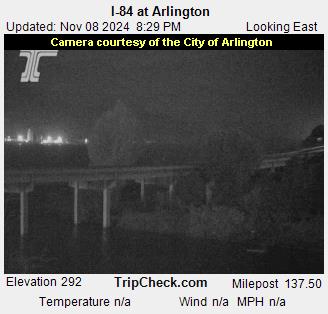 I-84 at Arlington
Updated: Nov 08 2024 8:29 PM Looking East
Camera courtesy of the City of Arlington
Elevation 292 TripCheck.com Milepost 137.50
Temperature n/a Wind n/a MPH n/a